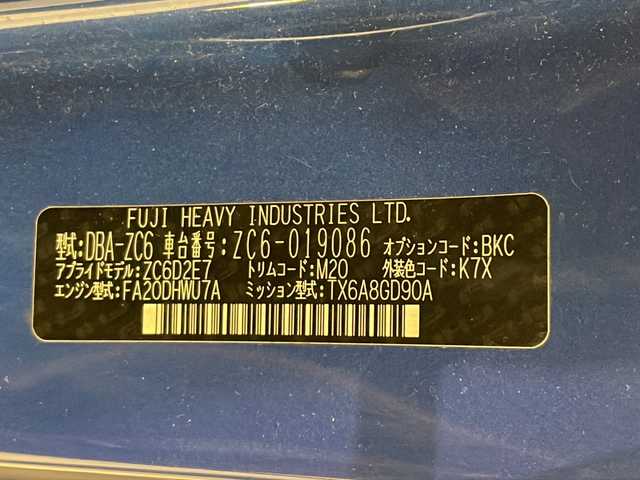 FUJI HEAVY INDUSTRIES LTD.
型式:DBA-ZC6 車台番号:ZC6-019086 オプションコード:BKC
アプライドモデル:ZC6D2E7 トリムコード:M20 外装色コード:K7X
エンジン型式:FA20DHWU7A ミッション型式:TX6A8GD90A